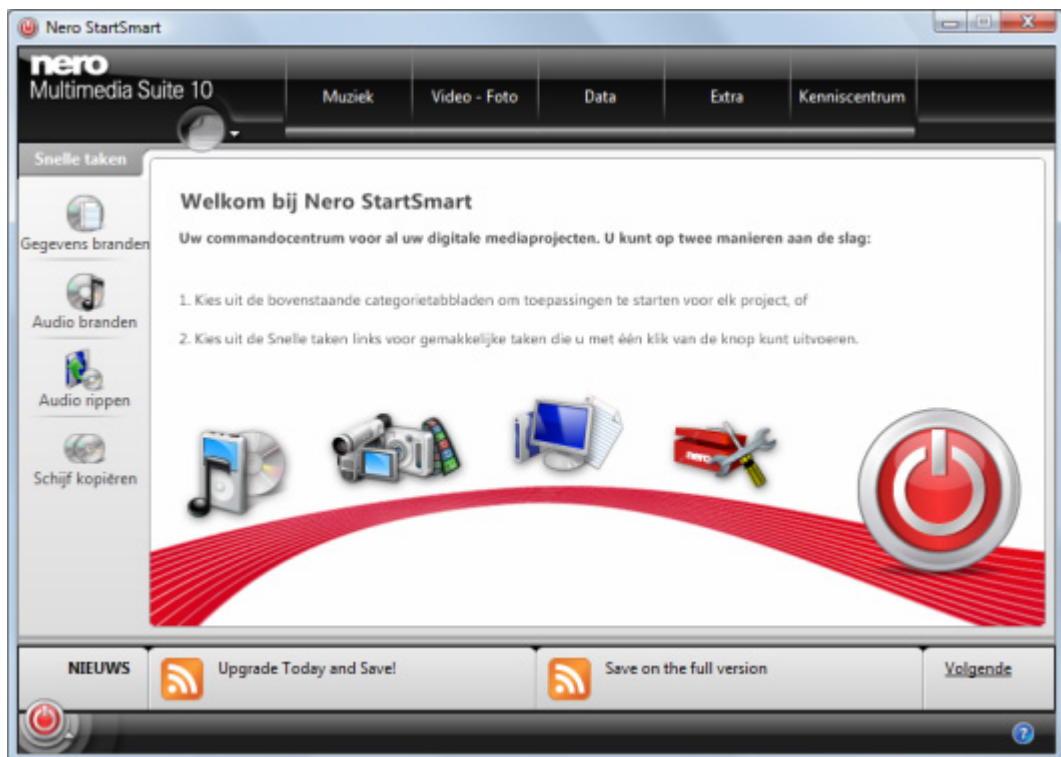 Nero StartSmart
nero
Multimedia Suite 10
Muziek
Video - Foto
Data
Extra
Kenniscentrum
Snelle taken
Gegevens branden
Audio branden
Audio rippen
Schijf kopiëren
Welkom bij Nero StartSmart
Uw commandocentrum voor al uw digitale mediaprojecten. U kunt op twee manieren aan de slag:
1. Kies uit de bovenstaande categorietabbladen om toepassingen te starten voor elk project, of
2. Kies uit de Snelle taken links voor gemakkelijke taken die u met één klik van de knop kunt uitvoeren.
nero
NIEUWS
Upgrade Today and Save!
Save on the full version
Volgende